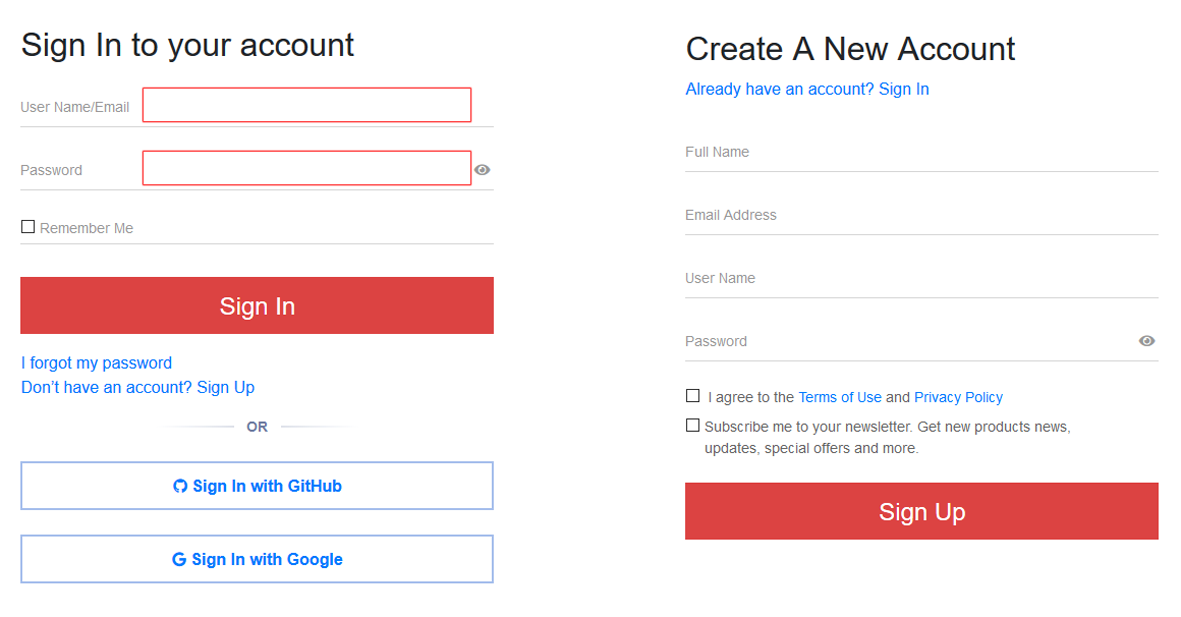 Sign In to your account
User Name/Email
Password
Remember Me
Sign In
I forgot my password
Don’t have an account? Sign Up
OR
Sign In with GitHub
Sign In with Google
Create A New Account
Already have an account? Sign In
Full Name
Email Address
User Name
Password
I agree to the Terms of Use and Privacy Policy
Subscribe me to your newsletter. Get new products news,
updates, special offers and more.
Sign Up